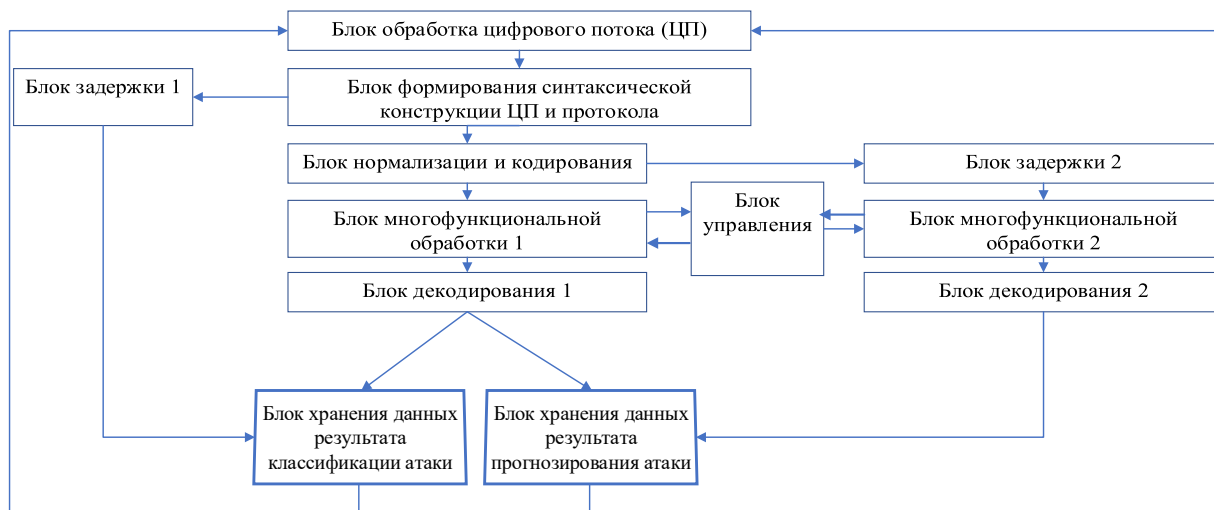 Блок обработка цифрового потока (ЦП)
Блок задержки 1
Блок формирования синтаксической
конструкции ЦП и протокола
Блок нормализации и кодирования
Блок задержки 2
Блок многофункциональной
обработки 1
Блок
управления
Блок многофункциональной
обработки 2
Блок декодирования 1
Блок декодирования 2
Блок хранения данных
результата
классификации атаки
Блок хранения данных
результата
прогнозирования атаки